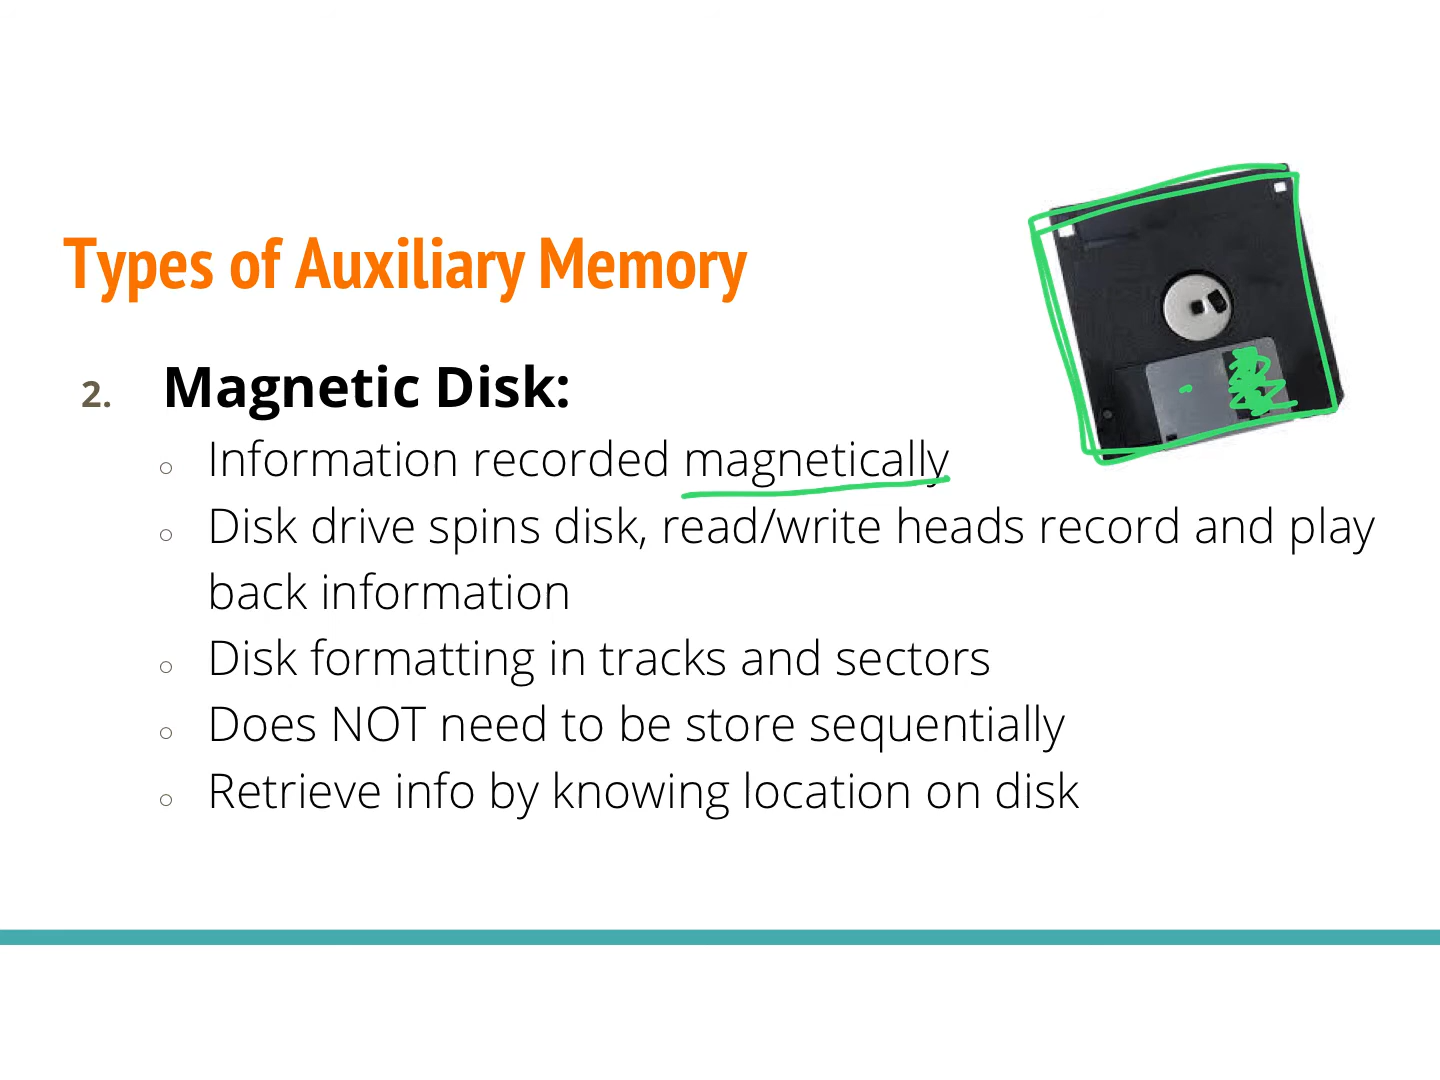 Types of Auxiliary Memory
2. Magnetic Disk:
○ Information recorded magnetically
○ Disk drive spins disk, read/write heads record and play
back information
○ Disk formatting in tracks and sectors
○ Does NOT need to be store sequentially
○ Retrieve info by knowing location on disk